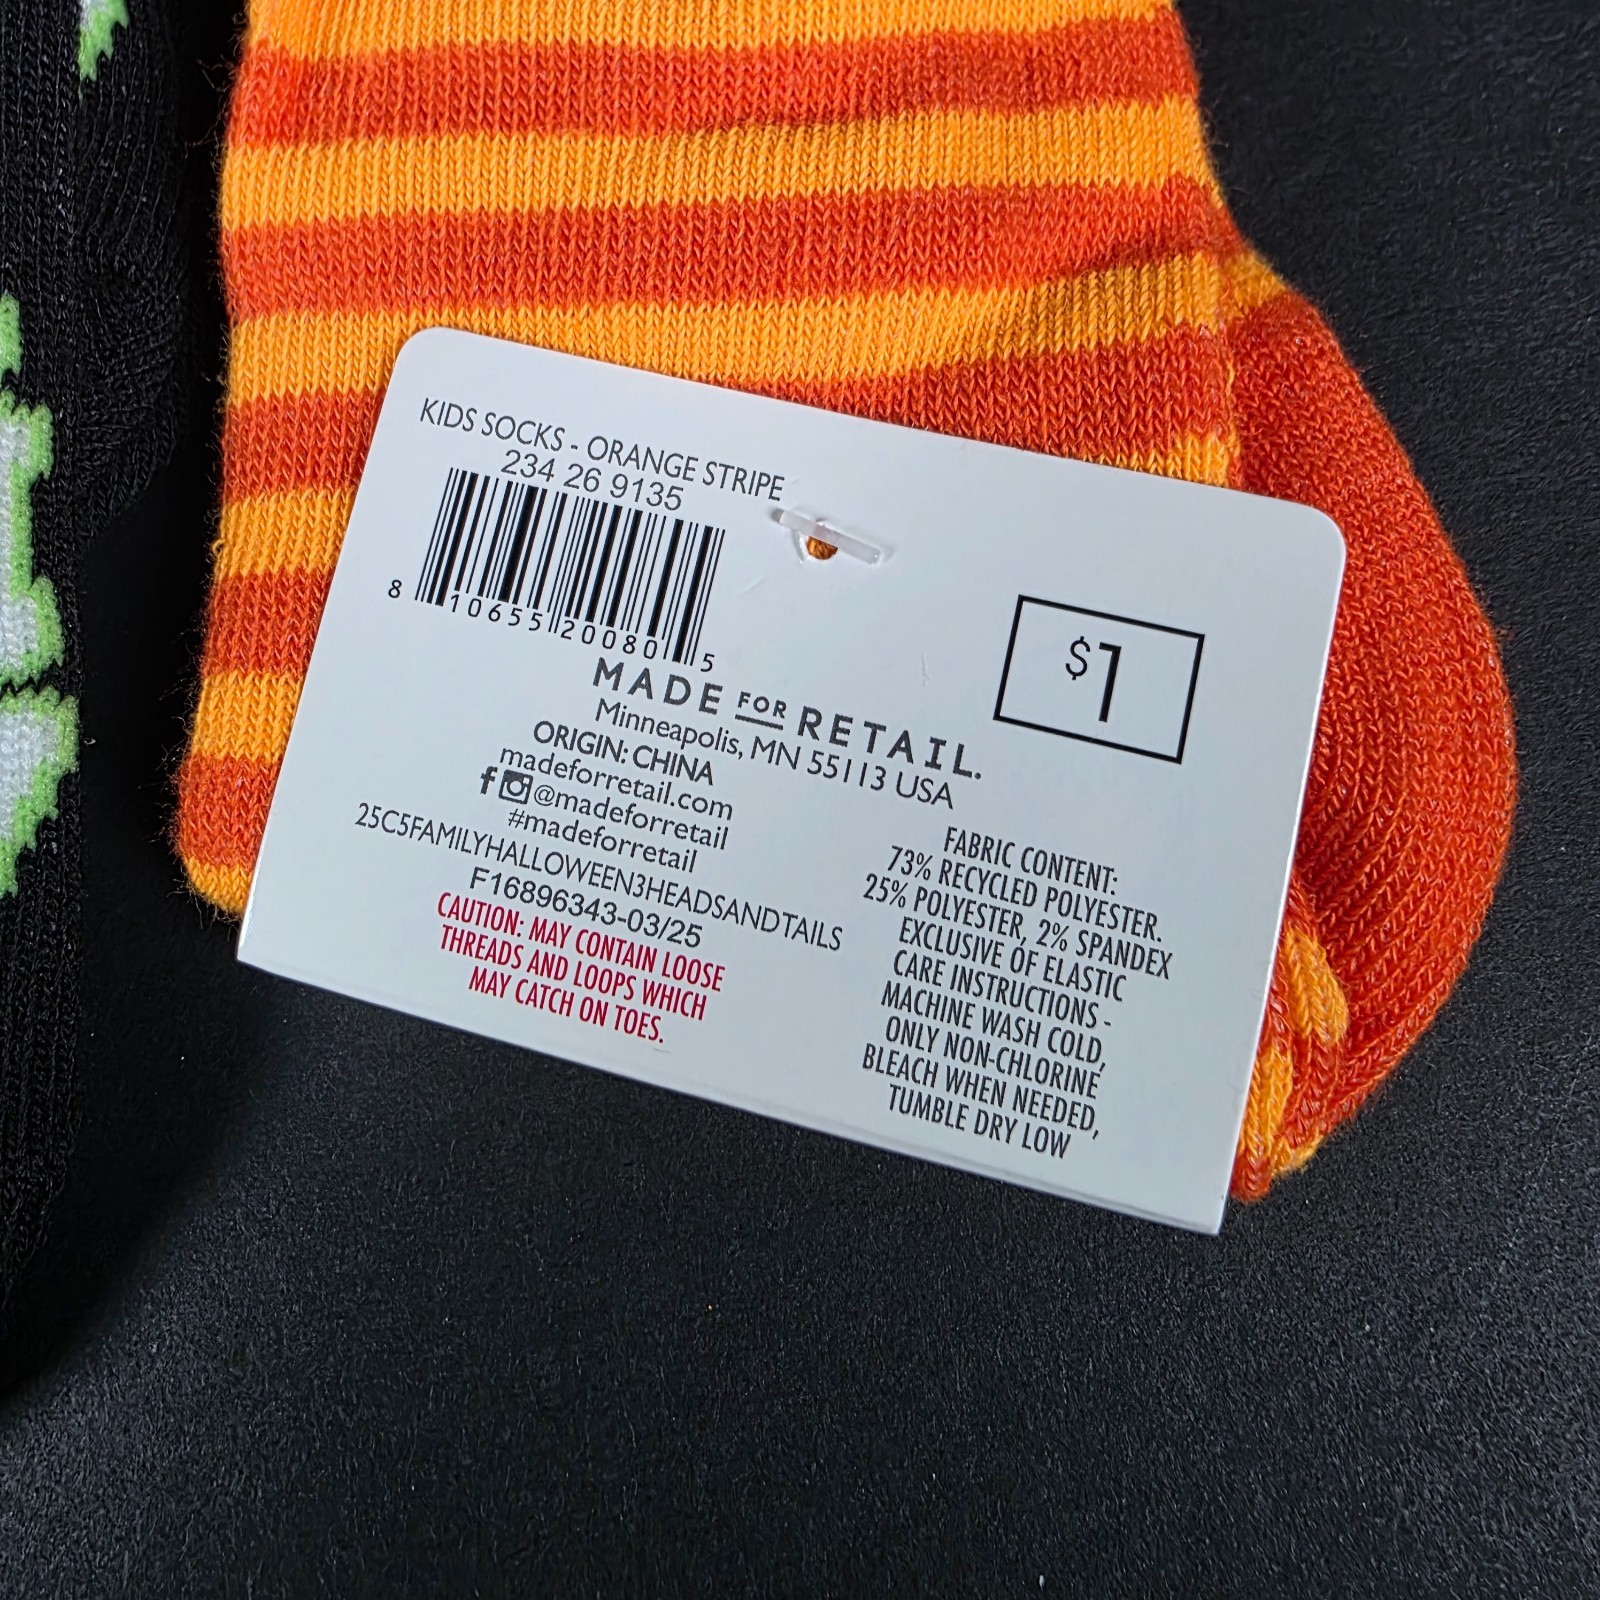 KIDS SOCKS - ORANGE STRIPE
234 26 9135
8 10655 20080 5
$1
MADE FOR RETAIL.
Minneapolis, MN 55113 USA
ORIGIN: CHINA
madeforretail.com
@madeforretail
#madeforretail
25C5FAMILYHALLOWEEN3HEADSANDTAILS
F16896343-03/25
CAUTION: MAY CONTAIN LOOSE
THREADS AND LOOPS WHICH
MAY CATCH ON TOES.
FABRIC CONTENT:
73% RECYCLED POLYESTER.
25% POLYESTER, 2% SPANDEX
EXCLUSIVE OF ELASTIC
CARE INSTRUCTIONS -
MACHINE WASH COLD,
ONLY NON-CHLORINE
BLEACH WHEN NEEDED,
TUMBLE DRY LOW